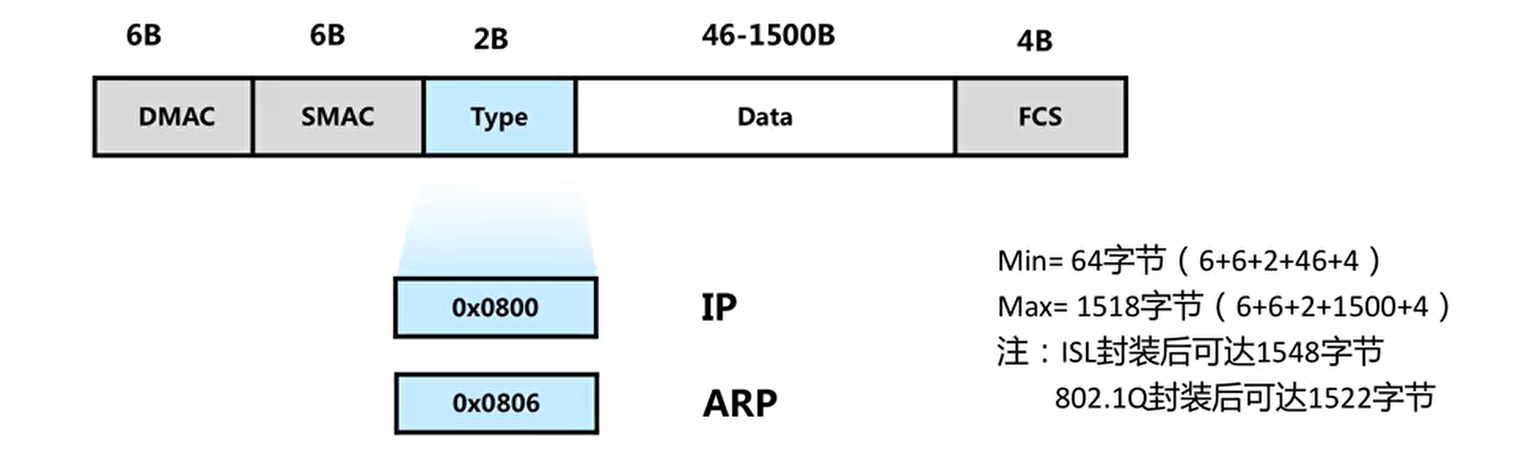 6B 6B 2B 46-1500B 4B
DMAC SMAC Type Data FCS
0x0800 IP
0x0806 ARP
Min= 64字节（6+6+2+46+4）
Max= 1518字节（6+6+2+1500+4）
注：ISL封装后可达1548字节
802.1Q封装后可达1522字节